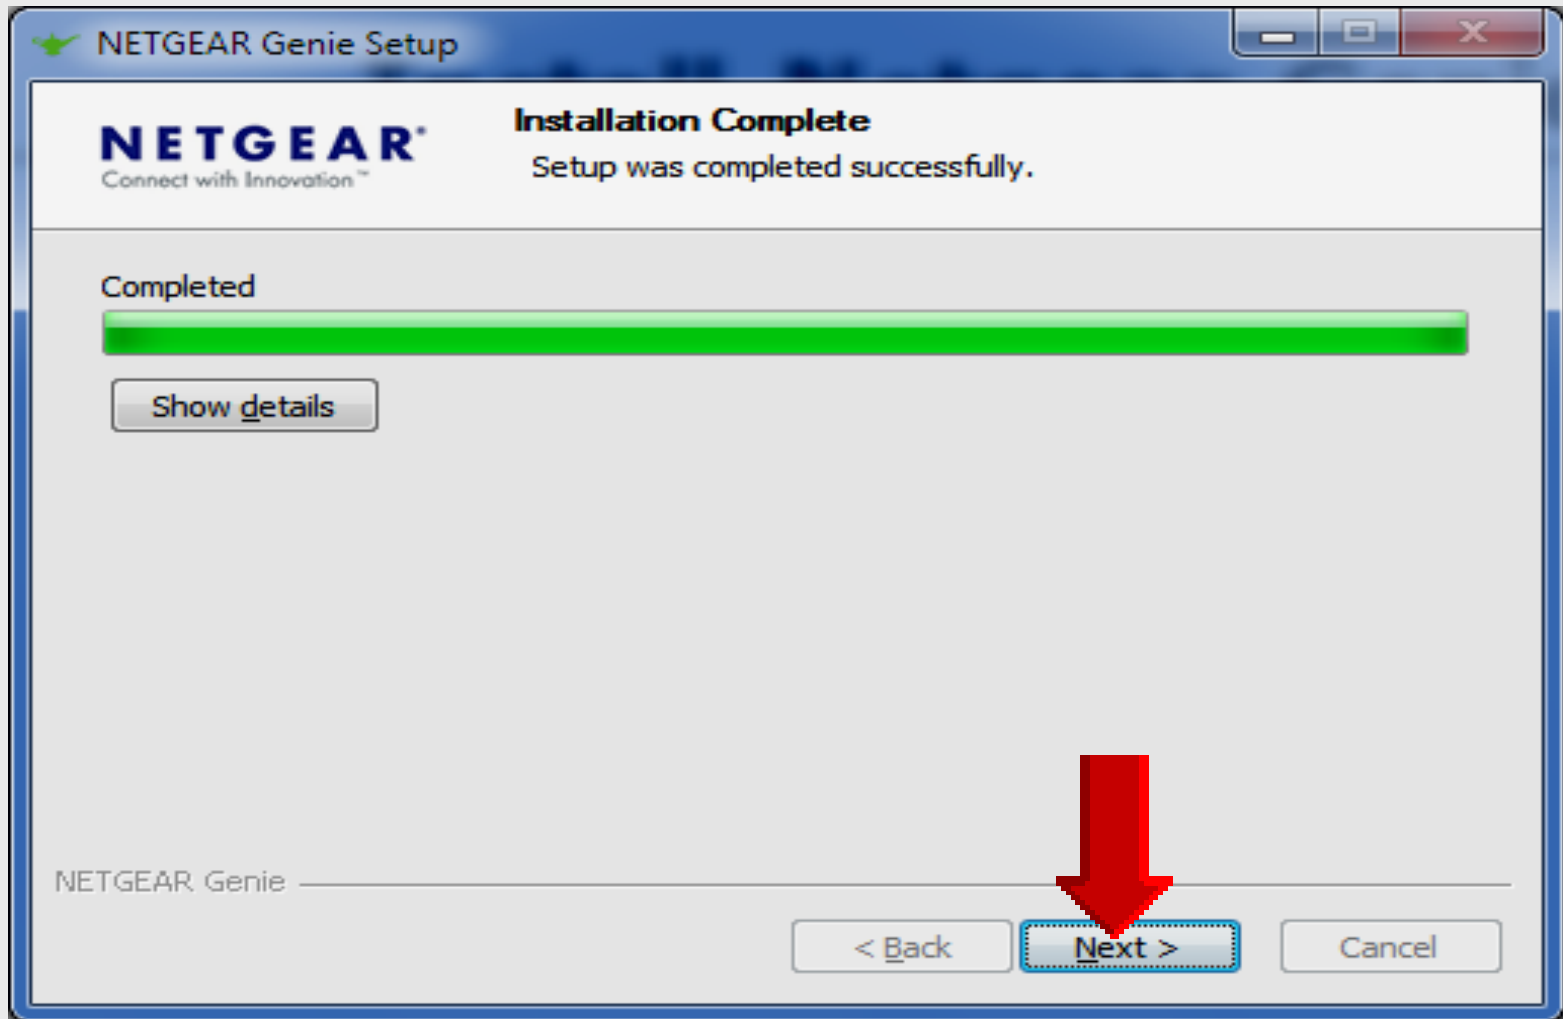 NETGEAR Genie Setup
NETGEAR®
Connect with Innovation™
Installation Complete
Setup was completed successfully.
Completed
Show details
NETGEAR Genie
< Back
Next >
Cancel